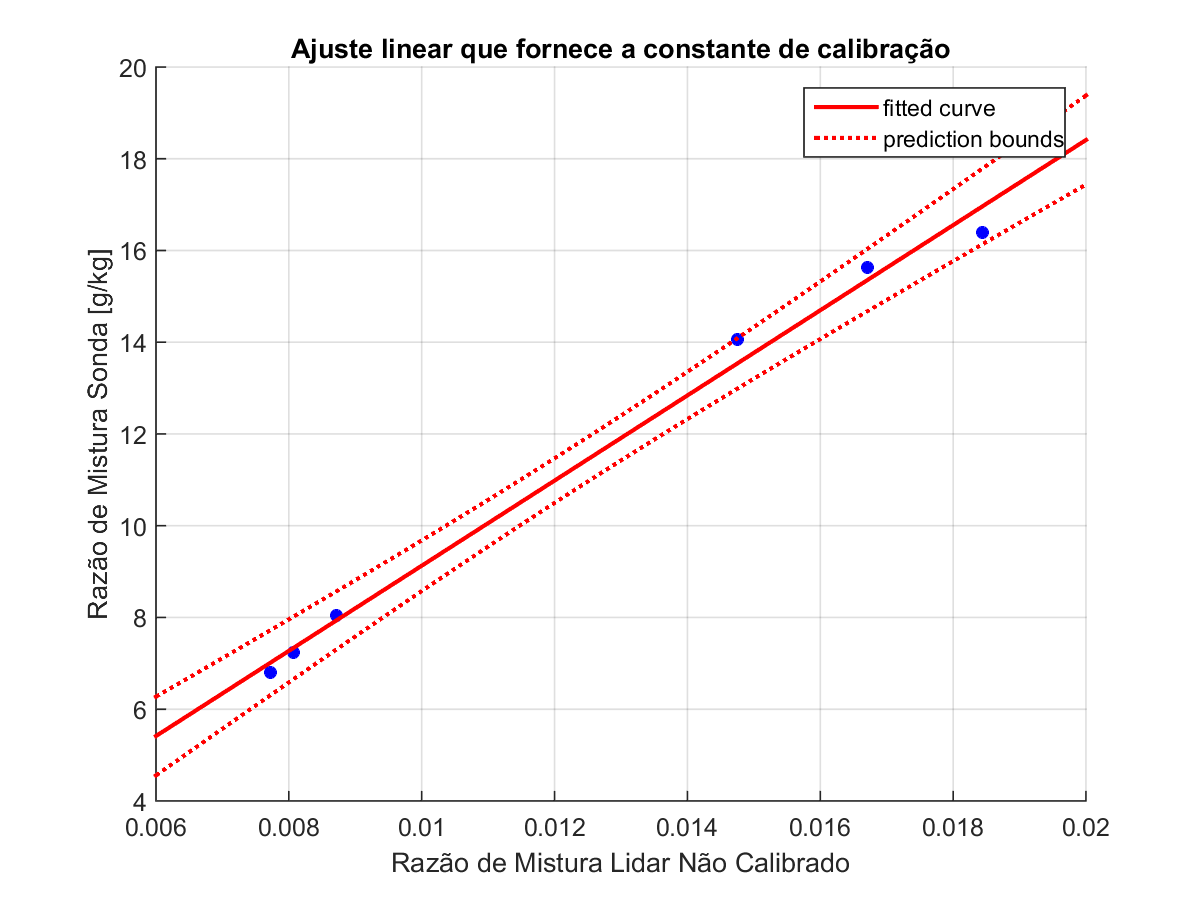 Ajuste linear que fornece a constante de calibração
fitted curve
prediction bounds
Razão de Mistura Sonda [g/kg]
20
18
16
14
12
10
8
6
4
0.006 0.008 0.01 0.012 0.014 0.016 0.018 0.02
Razão de Mistura Lidar Não Calibrado